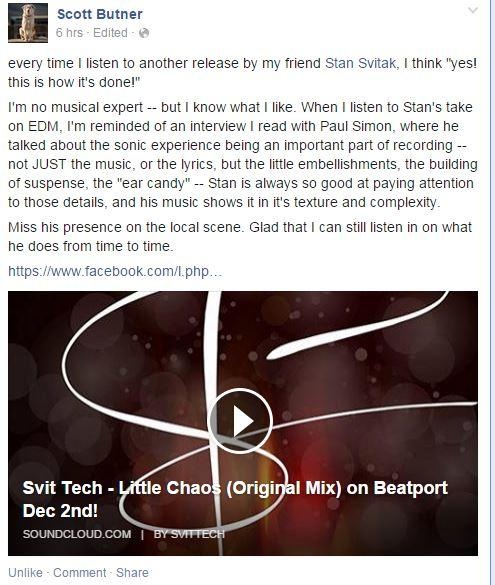 Scott Butner
6 hrs · Edited ·
every time I listen to another release by my friend Stan Svitak, I think "yes!
this is how it's done!"
I'm no musical expert -- but I know what I like. When I listen to Stan's take
on EDM, I'm reminded of an interview I read with Paul Simon, where he
talked about the sonic experience being an important part of recording --
not JUST the music, or the lyrics, but the little embellishments, the building
of suspense, the "ear candy" -- Stan is always so good at paying attention
to those details, and his music shows it in it's texture and complexity.
Miss his presence on the local scene. Glad that I can still listen in on what
he does from time to time.
https://www.facebook.com/l.php...
Svit Tech - Little Chaos (Original Mix) on Beatport
Dec 2nd!
SOUNDCLOUD.COM | BY SVITTECH
Unlike · Comment · Share